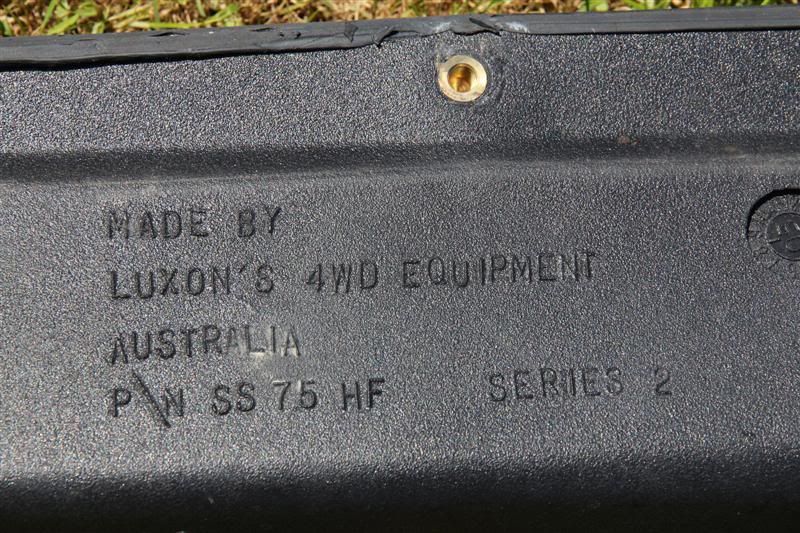 MADE BY
LUXON'S 4WD EQUIPMENT
AUSTRALIA
P\N SS 75 HF SERIES 2